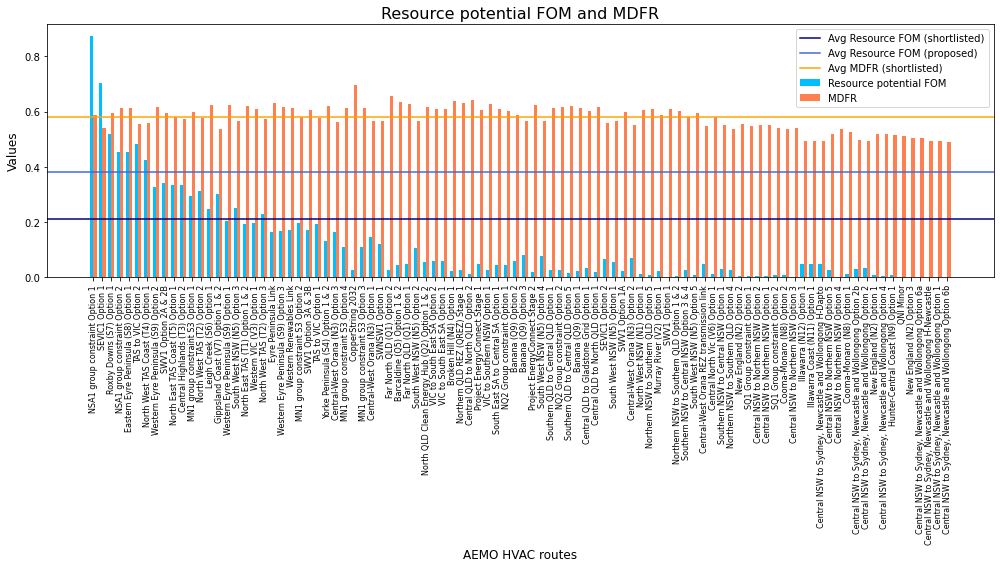 Resource potential FOM and MDFR
Avg Resource FOM (shortlisted)
Avg Resource FOM (proposed)
Avg MDFR (shortlisted)
Resource potential FOM
MDFR
Values
0.8
0.6
0.4
0.2
0.0
NSA1 group constraint Option 1
SEVIC1 Option 1
Roxby Downs (S7) Option 1
NSA1 group constraint Option 2
Eastern Eyre Peninsula (S8) Option 1
TAS to VIC Option 2
North West TAS Coast (T4) Option 1
Western Eyre Peninsula (S9) Option 2
SWV1 Option 2A & 2B
North East TAS Coast Option 1
Central Highlands (T3) Option 2
MN1 group constraint S3 Option 1
North West TAS (T2) Option 2
Leigh Creek (S6) Option 1
Gippsland Coast (V7) Option 1 & 2
Western Eyre Peninsula (S9) Option 1
South West NSW (N5) Option 3
North East TAS (T1) Option 1 & 2
Western VIC (V3) Option 1
North West TAS (T2) Option 3
Eyre Peninsula Link
Western Eyre Peninsula (S9) Option 3
Western Renewables Link
MN1 group constraint S3 Option 2
SWV1 Option 3A & 3B
TAS to VIC Option 1
Yorke Peninsula (S4) Option 1 & 2
Central-West Orana (N3) Option 3
MN1 group constraint S3 Option 4
CopperString 2032
MN1 group constraint S3 Option 3
Central-West Orana (N3) Option 1
SWNSW1 Option 1
Far North QLD (Q1) Option 1
Barcaldine (Q5) Option 1 & 2
South West NSW (N5) Option 2
South West NSW (N5) Option 1
North QLD Clean Energy Hub (Q2) Option 1 & 2
VIC to South East SA Option 1
VIC to South East SA Option 2
Broken Hill (N4) Option 1
Northern QLD REZ (QREZ) Stage 1
Central QLD to North QLD Option 2
Project EnergyConnect Stage 1
VIC to Southern NSW Option 1
South East SA to Central SA Option 1
NQ2 Group constraint Option 1
Banana (Q9) Option 2
Banana (Q9) Option 3
Project EnergyConnect Stage 2
South West NSW (N5) Option 4
Southern QLD to Central QLD Option 1
NQ2 Group constraint Option 2
Southern QLD to Central QLD Option 2
Banana (Q9) Option 1
Central QLD to Gladstone Grid Option 1
Central QLD to North QLD Option 1
SEVIC1 Option 2
South West NSW (N5) Option 5
SWV1 Option 1A
Central-West Orana (N3) Option 2
SWV1 Option 1
Northern NSW to Southern QLD Option 5
Murray River (V2) Option 1
SWV1 Option 1
Northern NSW to Southern QLD Option 1 & 2
Southern NSW to Central NSW Option 3 & 4
South West NSW (N5) Option 5
Central-West Orana REZ Transmission Link
Central North VIC (V6) Option 1
Southern NSW to Central NSW Option 1
Northern NSW to Southern QLD Option 4
New England (N2) Option 1
SQ1 Group constraint Option 1
Central NSW to Northern NSW Option 2
Central NSW to Northern NSW Option 1
SQ1 Group constraint Option 2
Cooma-Monaro (N8) Option 2
Central NSW to Northern NSW Option 3
Illawarra (N12) Option 1
Illawarra Coast (N11) Option 1
Central NSW to Sydney, Newcastle and Wollongong H-Dapto
Central NSW to Northern NSW Option 5
Central NSW to Northern NSW Option 4
Cooma-Monaro (N8) Option 1
Central NSW to Sydney, Newcastle and Wollongong Option 2b
Central NSW to Sydney, Newcastle and Wollongong Option 2
New England (N2) Option 2
Central NSW to Sydney, Newcastle and Wollongong Option 4
Hunter-Central Coast (N9) Option 1
QNI Minor
New England (N2) Option 3
Central NSW to Sydney, Newcastle and Wollongong Option 6a
Central NSW to Sydney, Newcastle and Wollongong H-Newcastle
Central NSW to Sydney, Newcastle and Wollongong Option 6b
AEMO HVAC routes